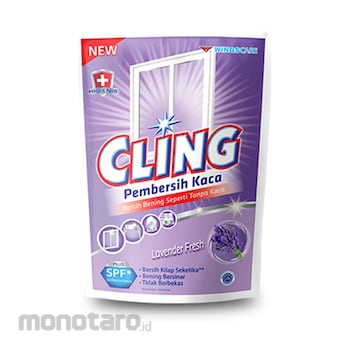 NEW
WINGSCARE
HIGIENIS
CLING
Pembersih Kaca
Bersih Bening Seperti Tanpa Kaca
Lavender Fresh
PLUS
SPF*
• Bersih Kilap Seketika**
• Bening Bersinar
• Tidak Berbekas
monotaro.id